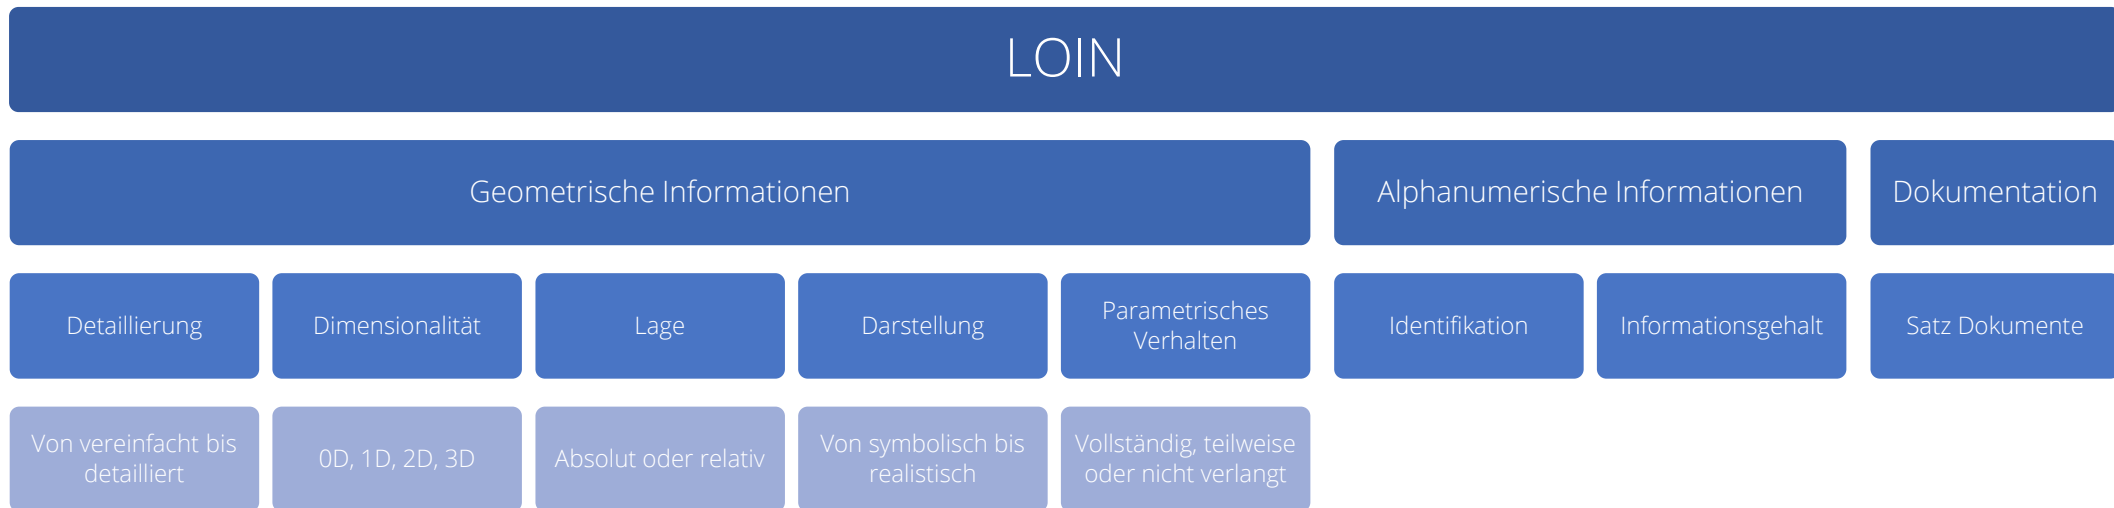 LOIN
Geometrische Informationen
Alphanumerische Informationen
Dokumentation
Detaillierung
Dimensionalität
Lage
Darstellung
Parametrisches
Verhalten
Identifikation
Informationsgehalt
Satz Dokumente
Von vereinfacht bis
detailliert
0D, 1D, 2D, 3D
Absolut oder relativ
Von symbolisch bis
realistisch
Vollständig, teilweise
oder nicht verlangt